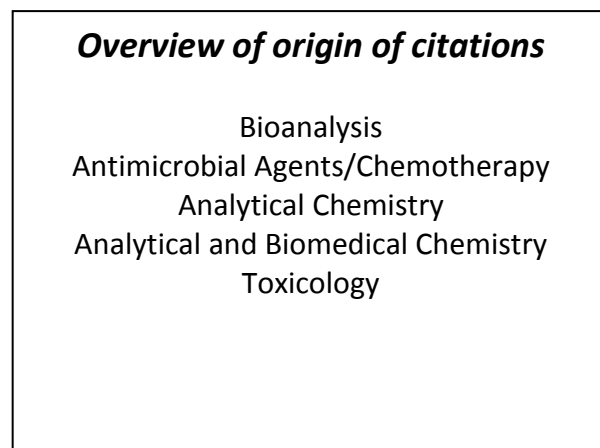 Overview of origin of citations
Bioanalysis
Antimicrobial Agents/Chemotherapy
Analytical Chemistry
Analytical and Biomedical Chemistry
Toxicology